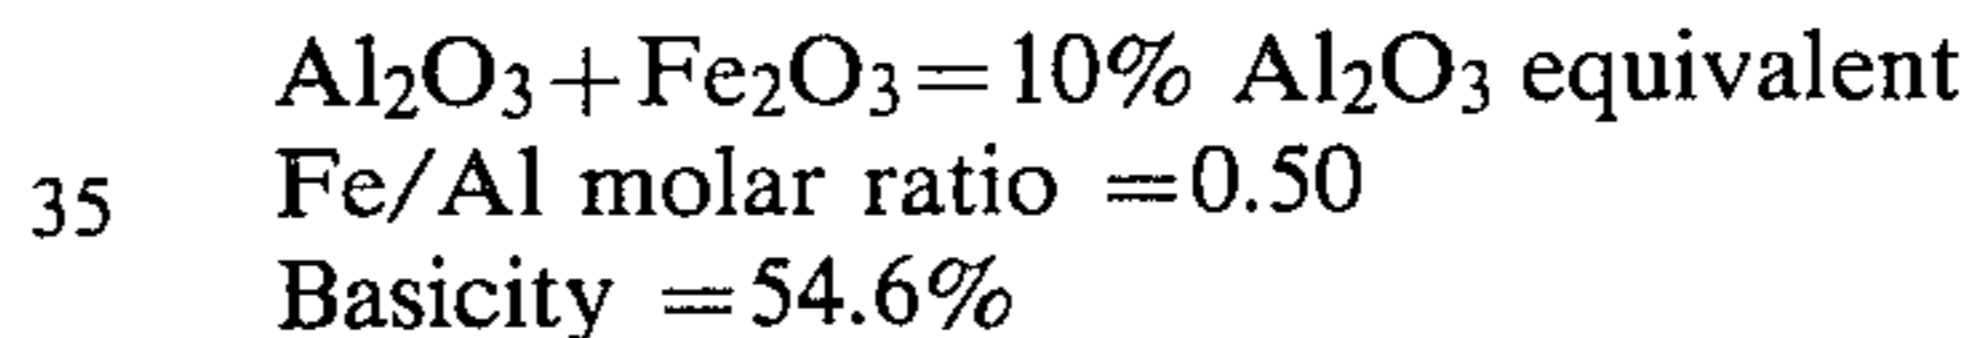 Al₂O₃+Fe₂O₃=10% Al₂O₃ equivalent
35 Fe/Al molar ratio =0.50
Basicity =54.6%